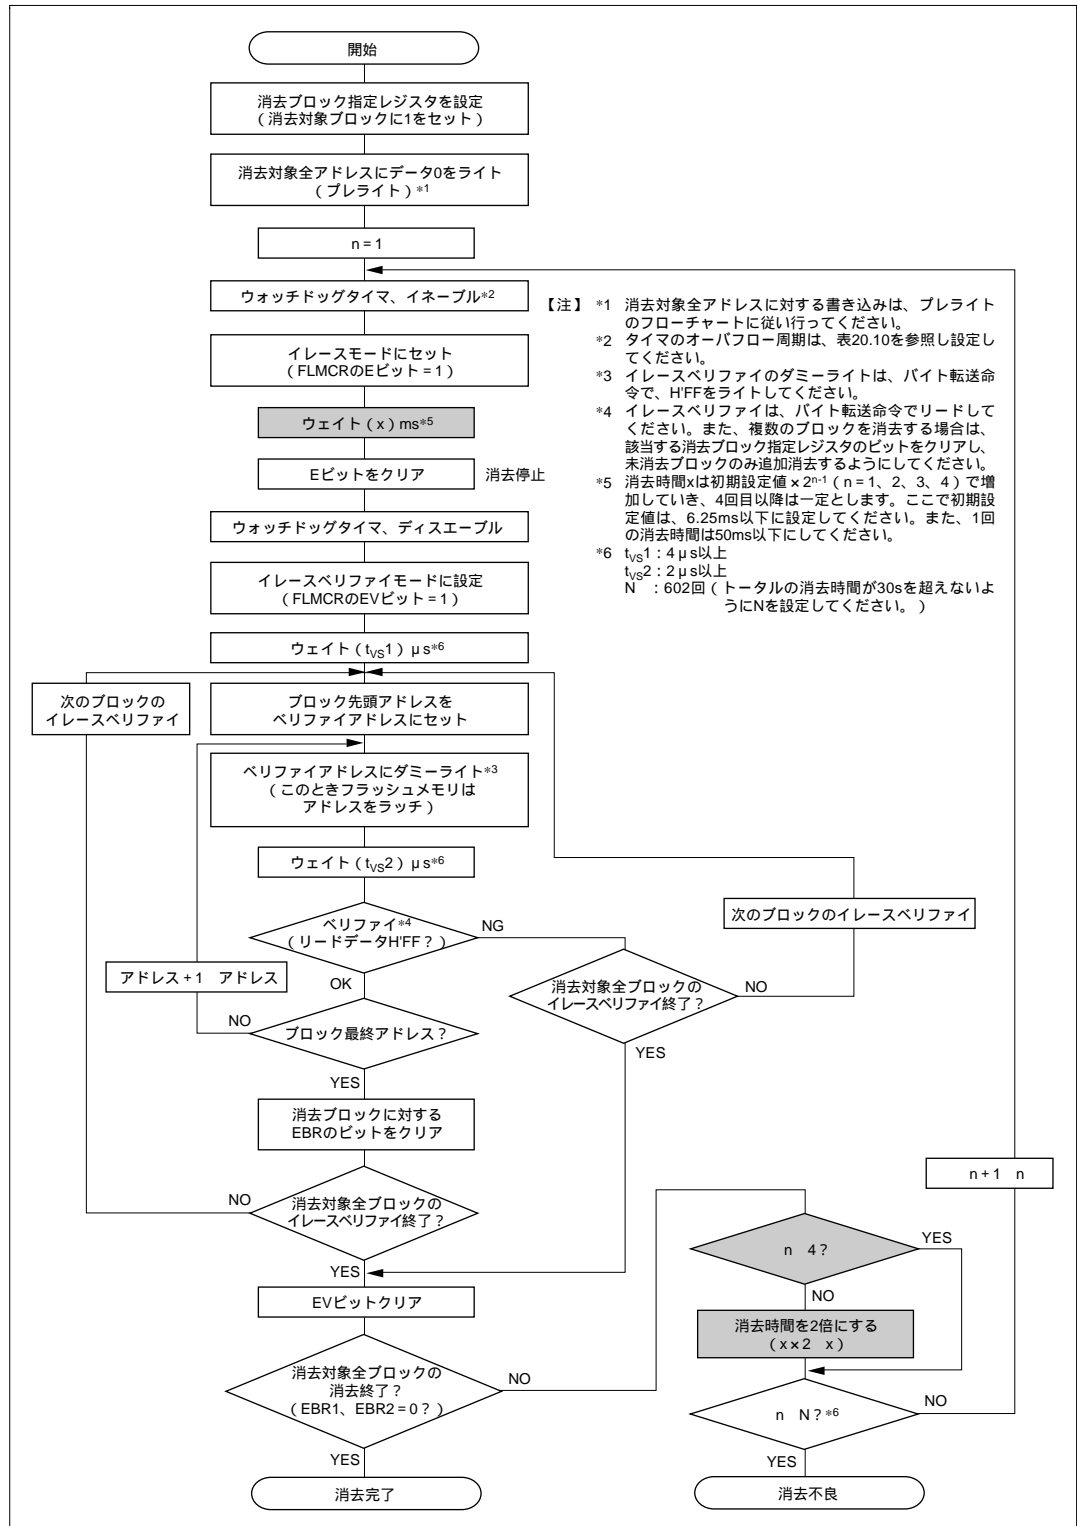 開始
消去ブロック指定レジスタを設定
(消去対象ブロックに1をセット)
消去対象全アドレスにデータ0をライト
(プレライト)*1
n = 1
ウォッチドッグタイマ、イネーブル*2
イレースモードにセット
(FLMCRのEビット = 1)
ウェイト(x)ms*5
Eビットをクリア 消去停止
ウォッチドッグタイマ、ディスエーブル
イレースベリファイモードに設定
(FLMCRのEVビット = 1)
ウェイト(tVS1)μs*6
次のブロックの
イレースベリファイ
ブロック先頭アドレスを
ベリファイアドレスにセット
ベリファイアドレスにダミーライト*3
(このときフラッシュメモリは
アドレスをラッチ)
ウェイト(tVS2)μs*6
ベリファイ*4
(リードデータH'FF?)
NG
OK
アドレス + 1 アドレス
NO
ブロック最終アドレス?
YES
消去ブロックに対する
EBRのビットをクリア
NO
消去対象全ブロックの
イレースベリファイ終了?
YES
EVビットクリア
消去対象全ブロックの
消去終了?
(EBR1、EBR2 = 0?)
NO
YES
消去完了
【注】 *1 消去対象全アドレスに対する書き込みは、プレライト
のフローチャートに従い行ってください。
*2 タイマのオーバフロー周期は、表20.10を参照し設定し
てください。
*3 イレースベリファイのダミーライトは、バイト転送命
令で、H'FFをライトしてください。
*4 イレースベリファイは、バイト転送命令でリードして
ください。また、複数のブロックを消去する場合は、
該当する消去ブロック指定レジスタのビットをクリアし、
未消去ブロックのみ追加消去するようにしてください。
*5 消去時間xは初期設定値 × 2n-1(n = 1、2、3、4)で増
加していき、4回目以降は一定とします。ここで初期設
定値は、6.25ms以下に設定してください。また、1回
の消去時間は50ms以下にしてください。
*6 tVS1:4μs以上
tVS2:2μs以上
N :602回(トータルの消去時間が30sを超えないよ
うにNを設定してください。)
次のブロックのイレースベリファイ
消去対象全ブロックの
イレースベリファイ終了?
NO
YES
n + 1 n
n 4?
YES
NO
消去時間を2倍にする
(x × 2 x)
n N?*6
NO
YES
消去不良